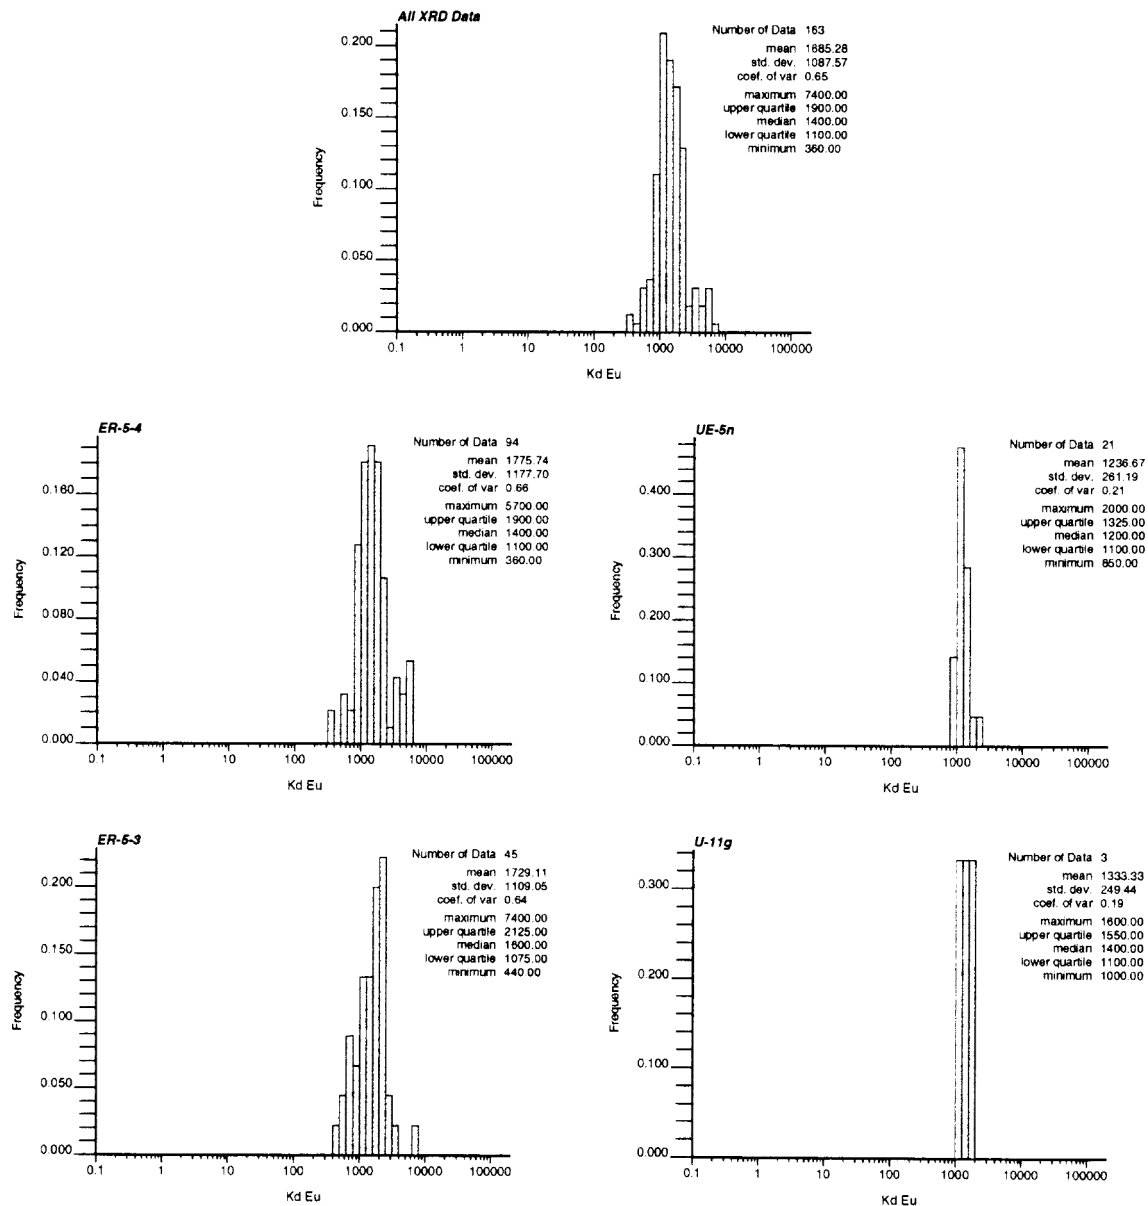 All XRD Data
Number of Data 163
mean 1685.28
std. dev. 1087.57
coef. of var 0.65
maximum 7400.00
upper quartile 1900.00
median 1400.00
lower quartile 1100.00
minimum 360.00
Frequency
0.200
0.150
0.100
0.050
0.000
0.1 1 10 100 1000 10000 100000
Kd Eu
ER-5-4
Number of Data 94
mean 1775.74
std. dev. 1177.70
coef. of var 0.66
maximum 5700.00
upper quartile 1900.00
median 1400.00
lower quartile 1100.00
minimum 360.00
Frequency
0.160
0.120
0.080
0.040
0.000
0.1 1 10 100 1000 10000 100000
Kd Eu
UE-5n
Number of Data 21
mean 1236.67
std. dev. 261.19
coef. of var 0.21
maximum 2000.00
upper quartile 1325.00
median 1200.00
lower quartile 1100.00
minimum 850.00
Frequency
0.400
0.300
0.200
0.100
0.000
0.1 1 10 100 1000 10000 100000
Kd Eu
ER-5-3
Number of Data 45
mean 1729.11
std. dev. 1109.05
coef. of var 0.64
maximum 7400.00
upper quartile 2125.00
median 1600.00
lower quartile 1075.00
minimum 440.00
Frequency
0.200
0.150
0.100
0.050
0.000
0.1 1 10 100 1000 10000 100000
Kd Eu
U-11g
Number of Data 3
mean 1333.33
std. dev. 249.44
coef. of var 0.19
maximum 1600.00
upper quartile 1550.00
median 1400.00
lower quartile 1100.00
minimum 1000.00
Frequency
0.300
0.200
0.100
0.000
0.1 1 10 100 1000 10000 100000
Kd Eu